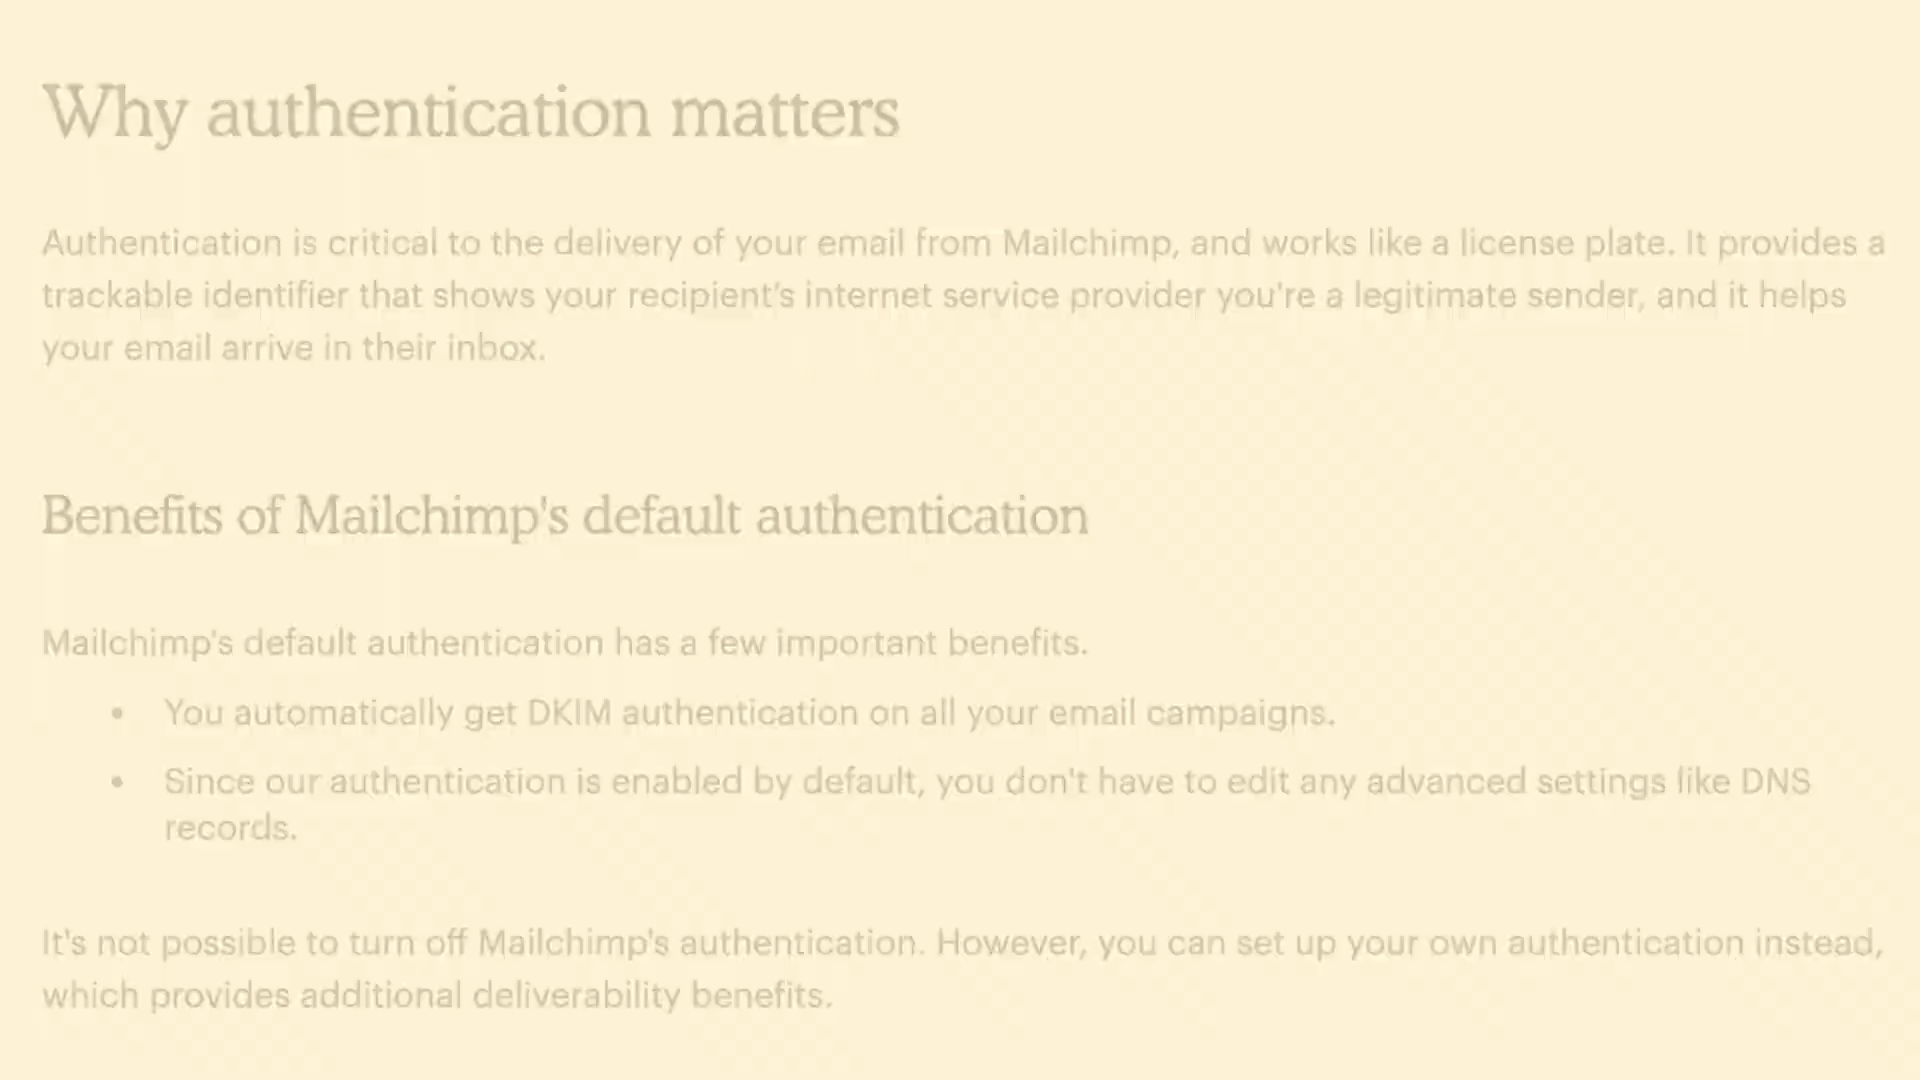 Why authentication matters
Authentication is critical to the delivery of your email from Mailchimp, and works like a license plate. It provides a
trackable identifier that shows your recipient's internet service provider you're a legitimate sender, and it helps
your email arrive in their inbox.
Benefits of Mailchimp's default authentication
Mailchimp's default authentication has a few important benefits.
• You automatically get DKIM authentication on all your email campaigns.
• Since our authentication is enabled by default, you don't have to edit any advanced settings like DNS
records.
It's not possible to turn off Mailchimp's authentication. However, you can set up your own authentication instead,
which provides additional deliverability benefits.